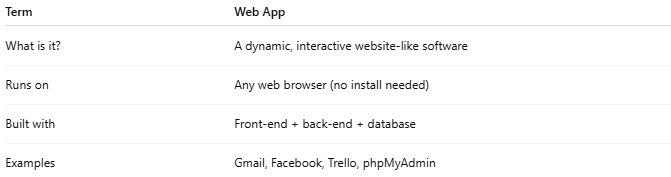 Term Web App
What is it? A dynamic, interactive website-like software
Runs on Any web browser (no install needed)
Built with Front-end + back-end + database
Examples Gmail, Facebook, Trello, phpMyAdmin